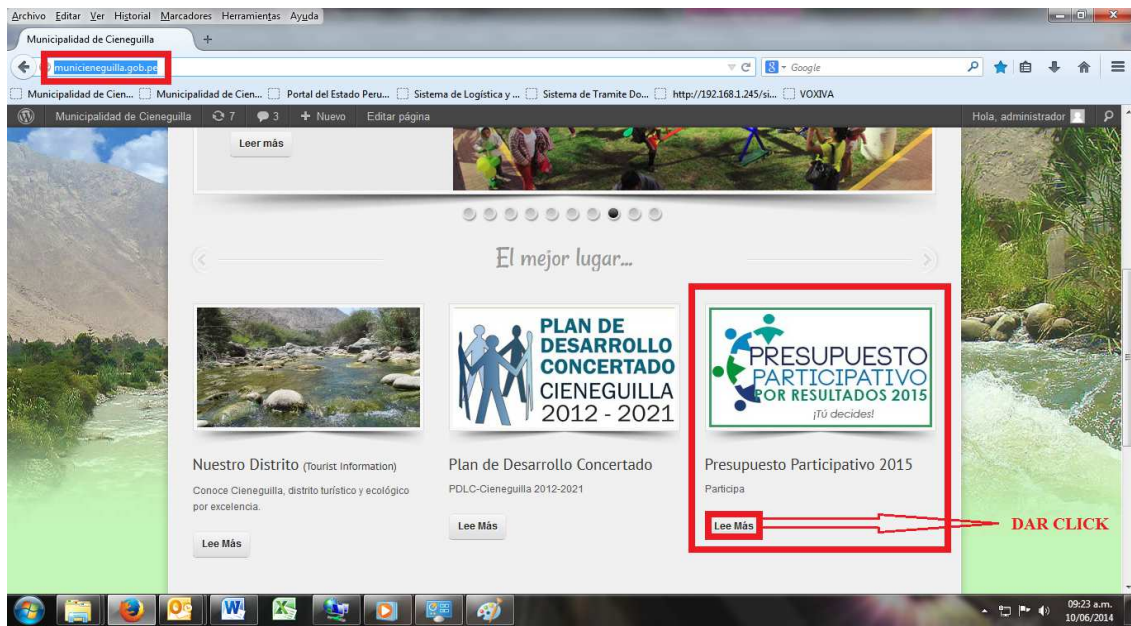 Archivo Editar Ver Historial Marcadores Herramientas Ayuda
Municipalidad de Cieneguilla +
municieneguilla.gob.pe
8 Google
Municipalidad de Cien... Municipalidad de Cien... Portal del Estado Peru... Sistema de Logística y ... Sistema de Tramite Do... http://192.168.1.245/si... VOXIVA
Municipalidad de Cieneguilla 7 3 + Nuevo Editar página Hola, administrador
Leer más
El mejor lugar...
PLAN DE
DESARROLLO
CONCERTADO
CIENEGUILLA
2012 - 2021
PRESUPUESTO
PARTICIPATIVO
POR RESULTADOS 2015
¡Tú decides!
Nuestro Distrito (Tourist Information)
Conoce Cieneguilla, distrito turístico y ecológico
por excelencia.
Lee Más
Plan de Desarrollo Concertado
PDLC-Cieneguilla 2012-2021
Lee Más
Presupuesto Participativo 2015
Participa
Lee Más
DAR CLICK
09:23 a.m.
10/06/2014